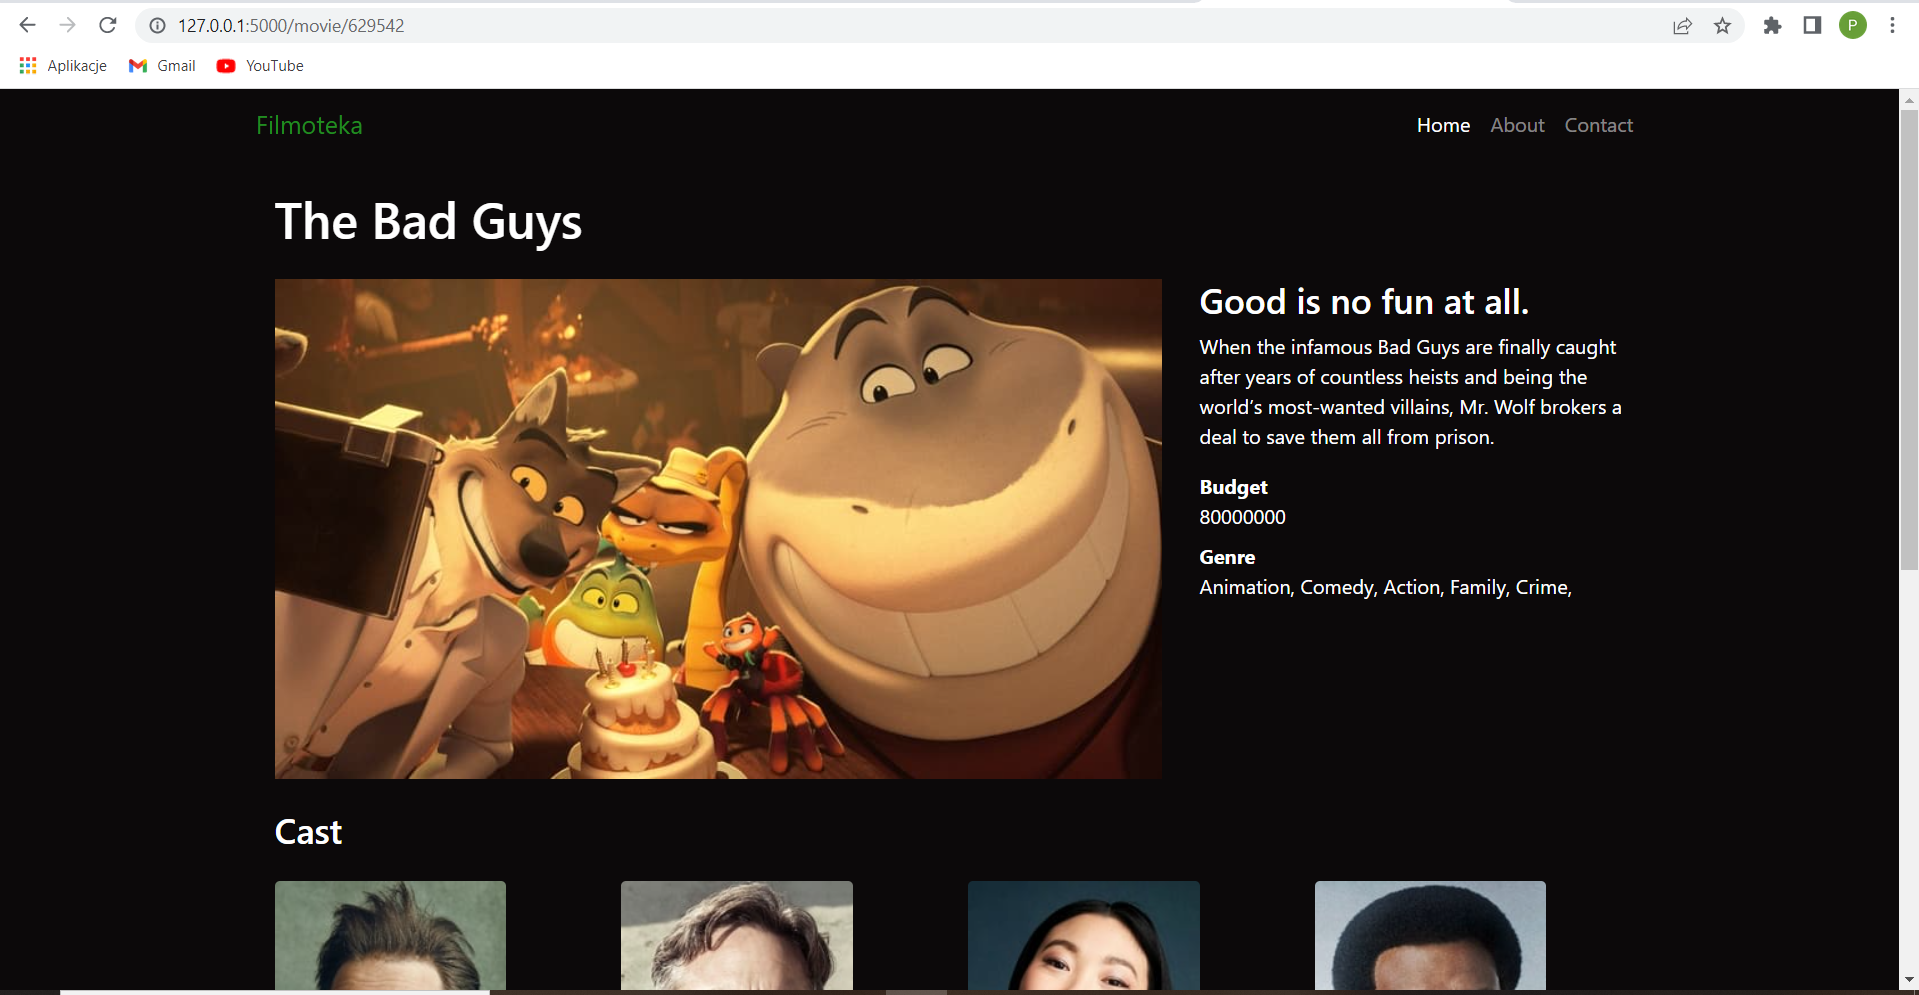 127.0.0.1:5000/movie/629542
P
Aplikacje
Gmail
YouTube
Filmoteka
Home
About
Contact
The Bad Guys
Good is no fun at all.
When the infamous Bad Guys are finally caught
after years of countless heists and being the
world’s most-wanted villains, Mr. Wolf brokers a
deal to save them all from prison.
Budget
80000000
Genre
Animation, Comedy, Action, Family, Crime,
Cast